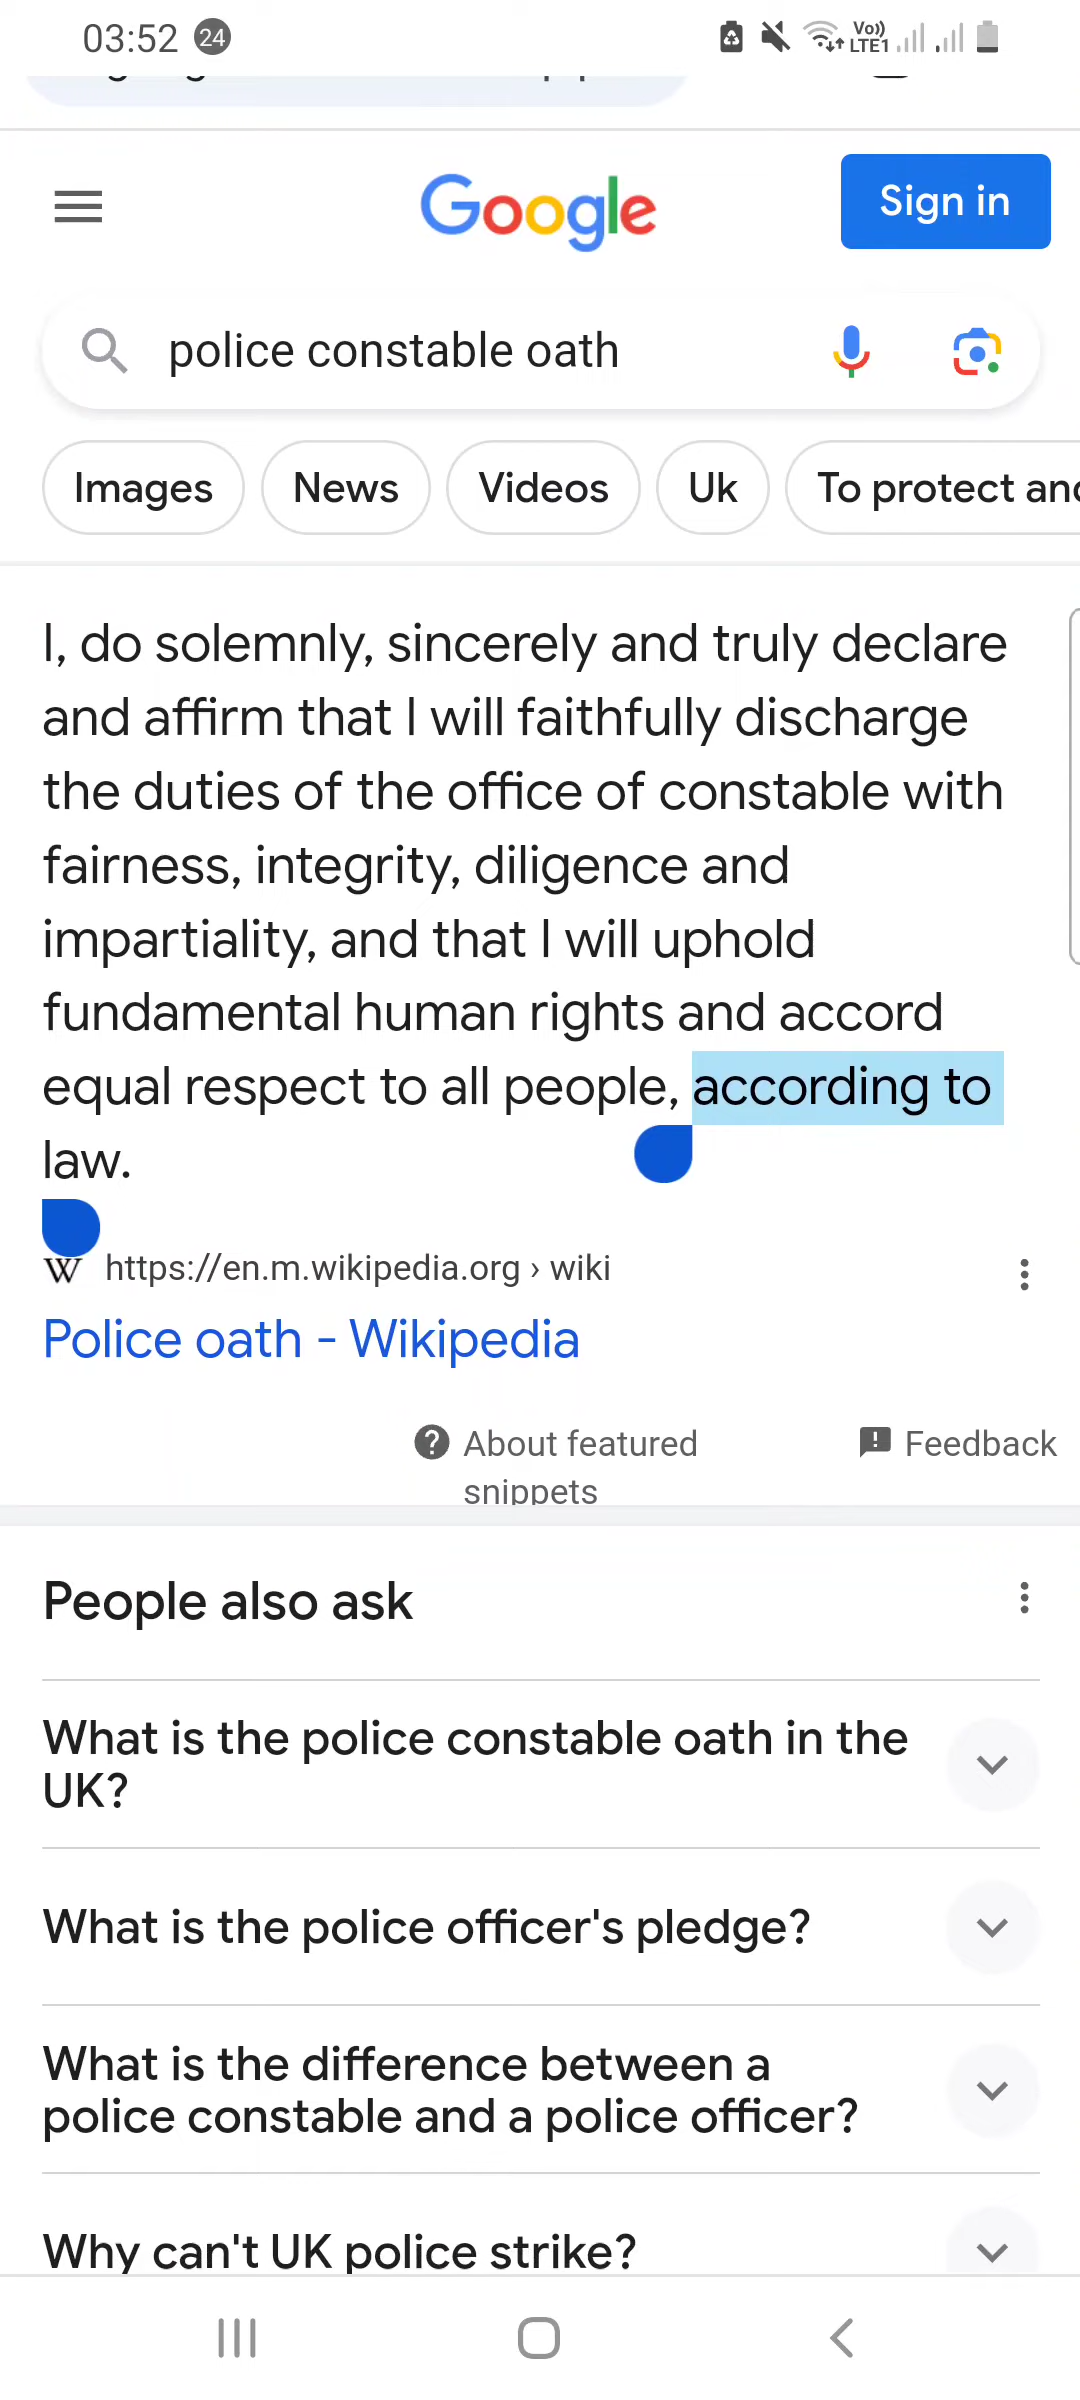 03:52 24 Vo)) LTE1
Google
Sign in
police constable oath
Images News Videos Uk To protect and
I, do solemnly, sincerely and truly declare
and affirm that I will faithfully discharge
the duties of the office of constable with
fairness, integrity, diligence and
impartiality, and that I will uphold
fundamental human rights and accord
equal respect to all people, according to
law.
W https://en.m.wikipedia.org › wiki
Police oath - Wikipedia
About featured
snippets
Feedback
People also ask
What is the police constable oath in the
UK?
What is the police officer's pledge?
What is the difference between a
police constable and a police officer?
Why can't UK police strike?